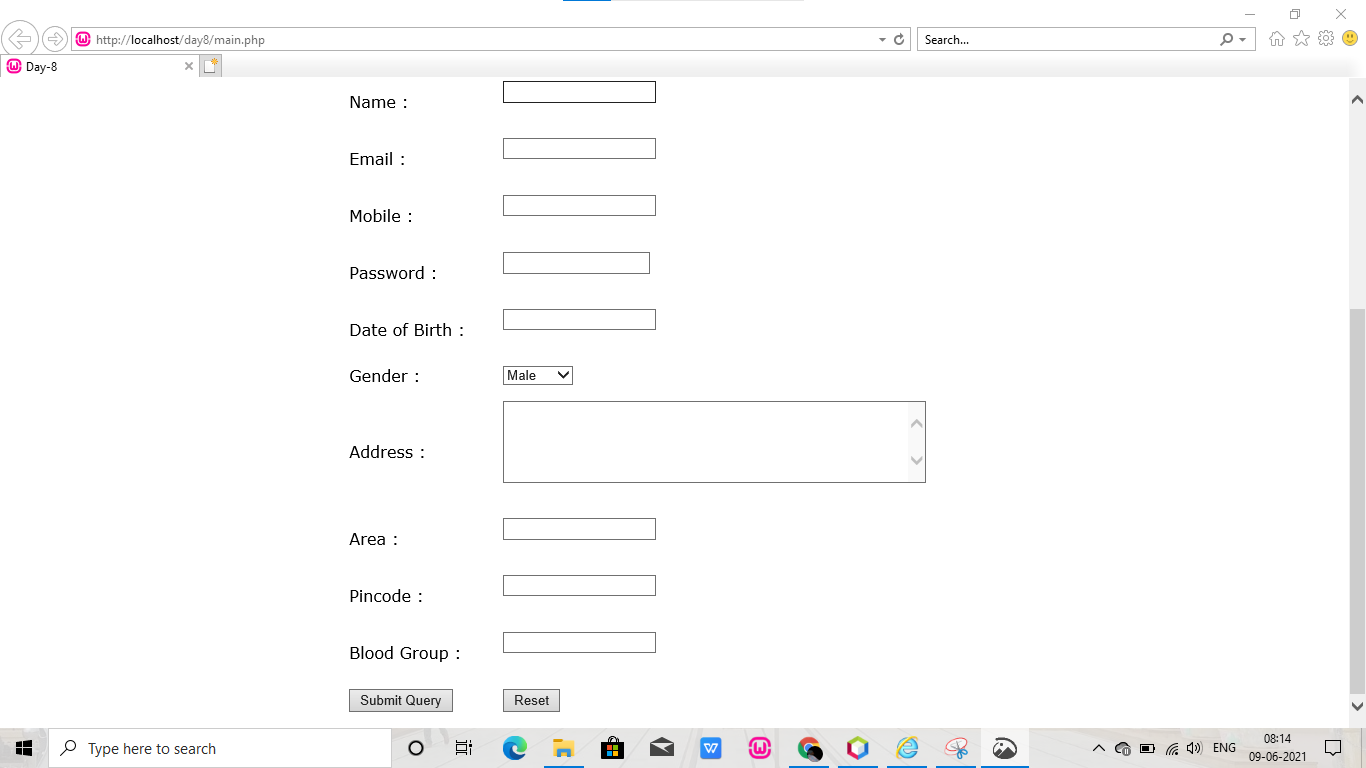 http://localhost/day8/main.php
Search...
Day-8
Name :
Email :
Mobile :
Password :
Date of Birth :
Gender :
Male
Address :
Area :
Pincode :
Blood Group :
Submit Query
Reset
Type here to search
ENG
08:14
09-06-2021